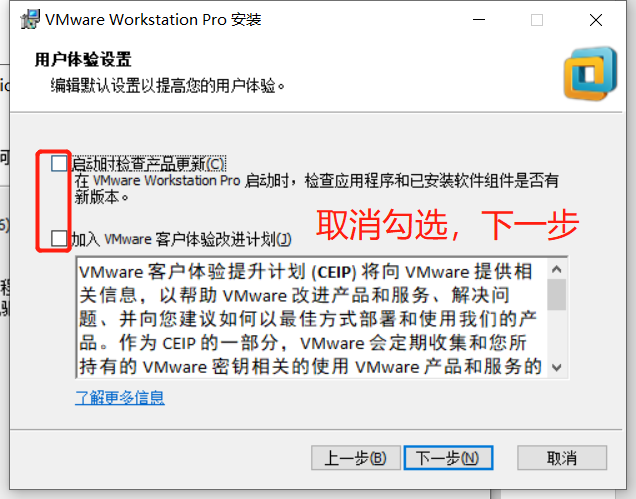 VMware Workstation Pro 安装
用户体验设置
编辑默认设置以提高您的用户体验。
启动时检查产品更新(C)
在 VMware Workstation Pro 启动时，检查应用程序和已安装软件组件是否有
新版本。
取消勾选，下一步
加入 VMware 客户体验改进计划(J)
VMware 客户体验提升计划 (CEIP) 将向 VMware 提供相
关信息，以帮助 VMware 改进产品和服务、解决问
题、并向您建议如何以最佳方式部署和使用我们的产
品。作为 CEIP 的一部分，VMware 会定期收集和您所
持有的 VMware 密钥相关的使用 VMware 产品和服务的
了解更多信息
上一步(B)
下一步(N)
取消